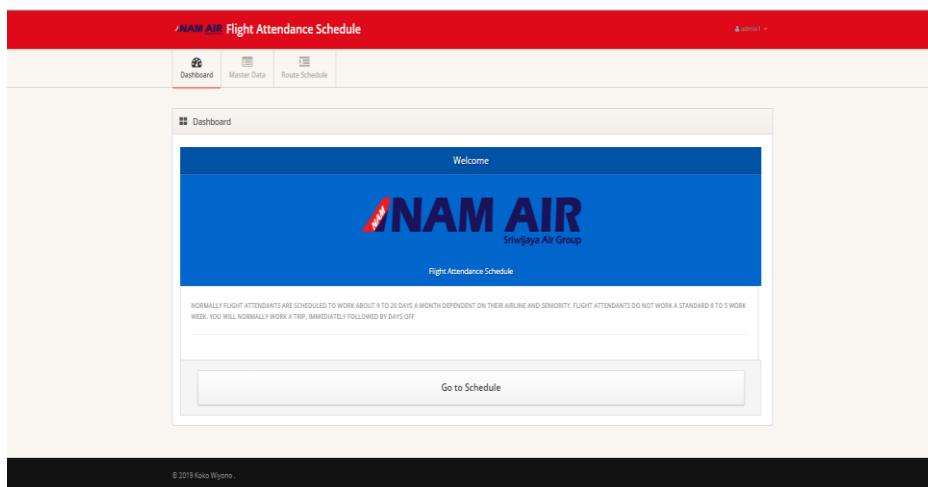 NAM AIR Flight Attendance Schedule
admin1
Dashboard Master Data Route Schedule
Dashboard
Welcome
NAM
NAM AIR
Sriwijaya Air Group
Flight Attendance Schedule
NORMALLY FLIGHT ATTENDANTS ARE SCHEDULED TO WORK ABOUT 9 TO 20 DAYS A MONTH DEPENDENT ON THEIR AIRLINE AND SENIORITY. FLIGHT ATTENDANTS DO NOT WORK A STANDARD 8 TO 5 WORK
WEEK. YOU WILL NORMALLY WORK A TRIP, IMMEDIATELY FOLLOWED BY DAYS OFF
Go to Schedule
© 2019 Koko Wiyono .